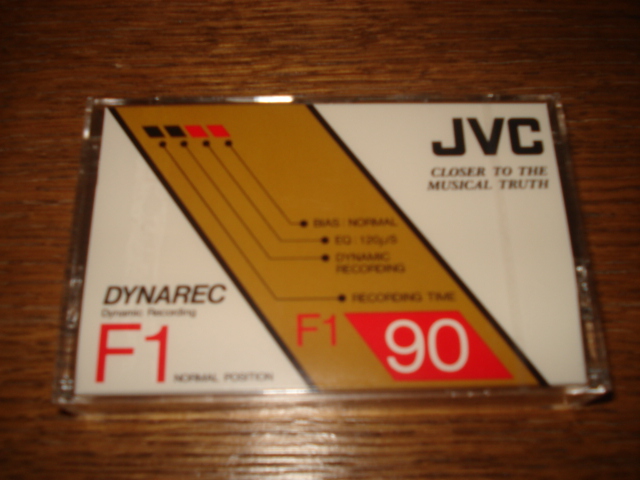 JVC
CLOSER TO THE
MUSICAL TRUTH
BIAS : NORMAL
EQ : 120µS
DYNAMIC
RECORDING
RECORDING TIME
DYNAREC
Dynamic Recording
F1
NORMAL POSITION
F1
90